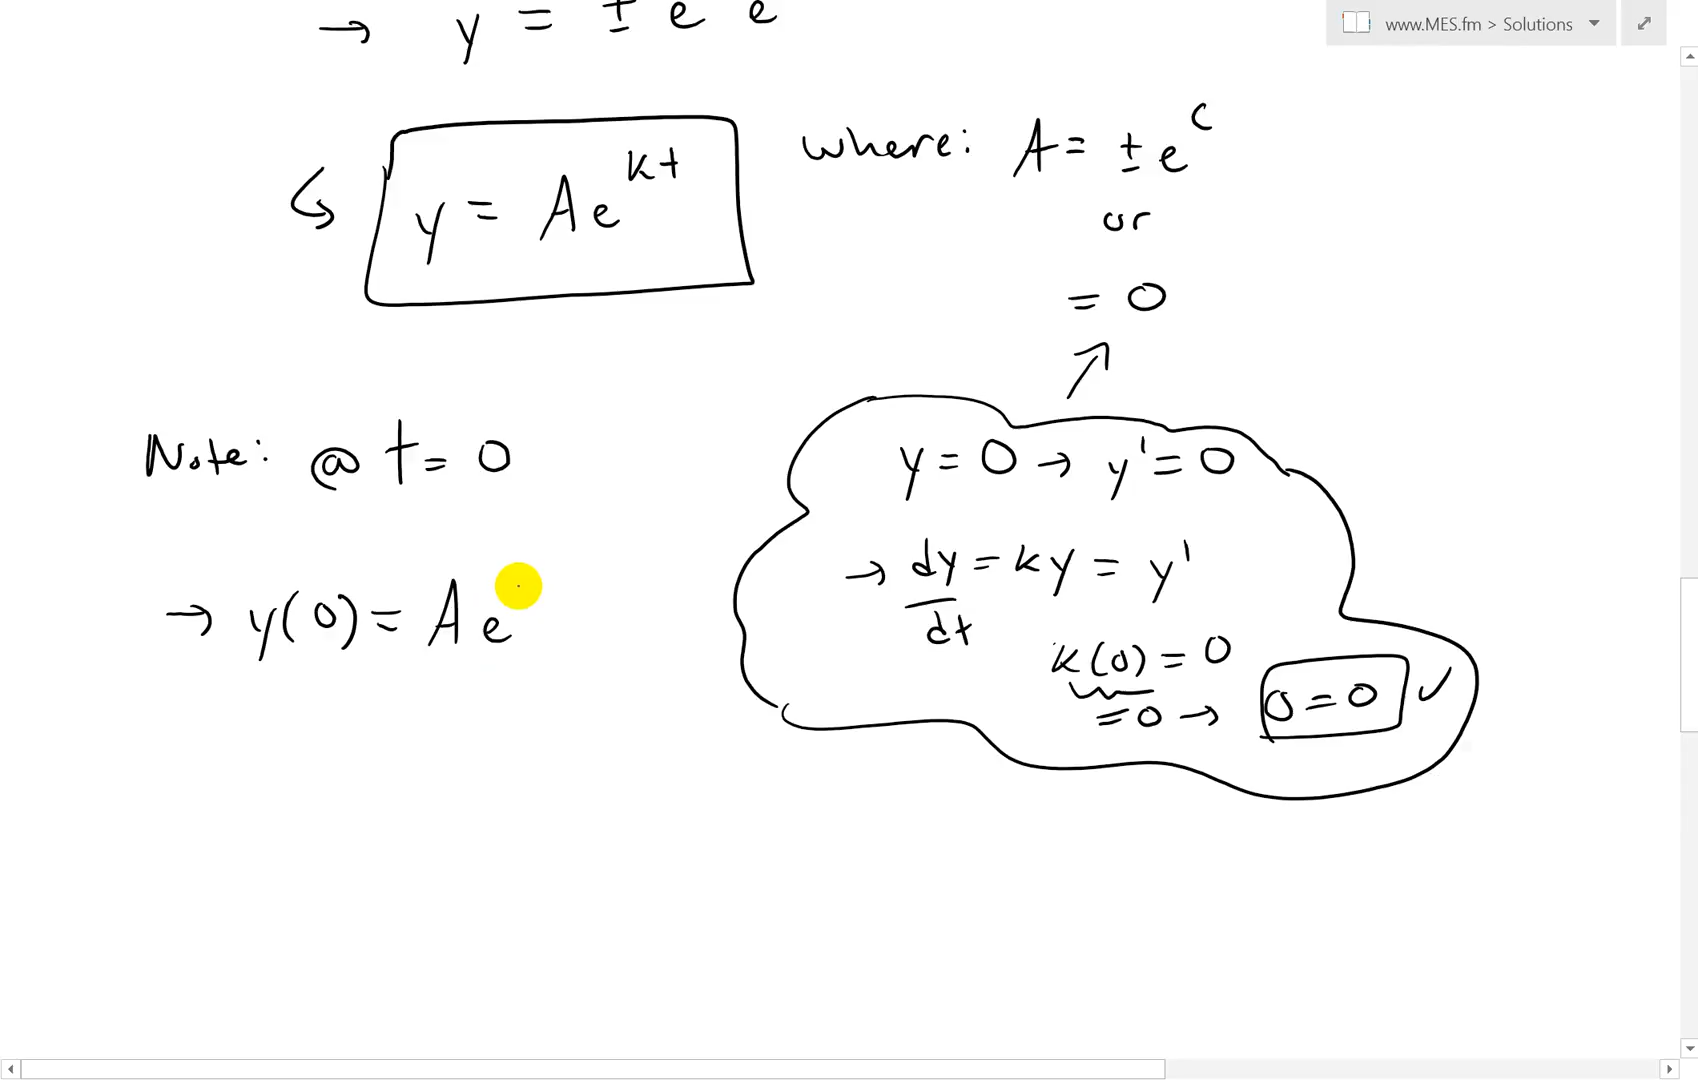 www.MES.fm > Solutions
→ y = ± e e
↳ y = A e^{kt} where: A = ± e^c
or
= 0
Note: @ t = 0
y = 0 → y' = 0
→ dy/dt = ky = y'
→ y(0) = A e
k(0) = 0
= 0 → 0 = 0 ✓